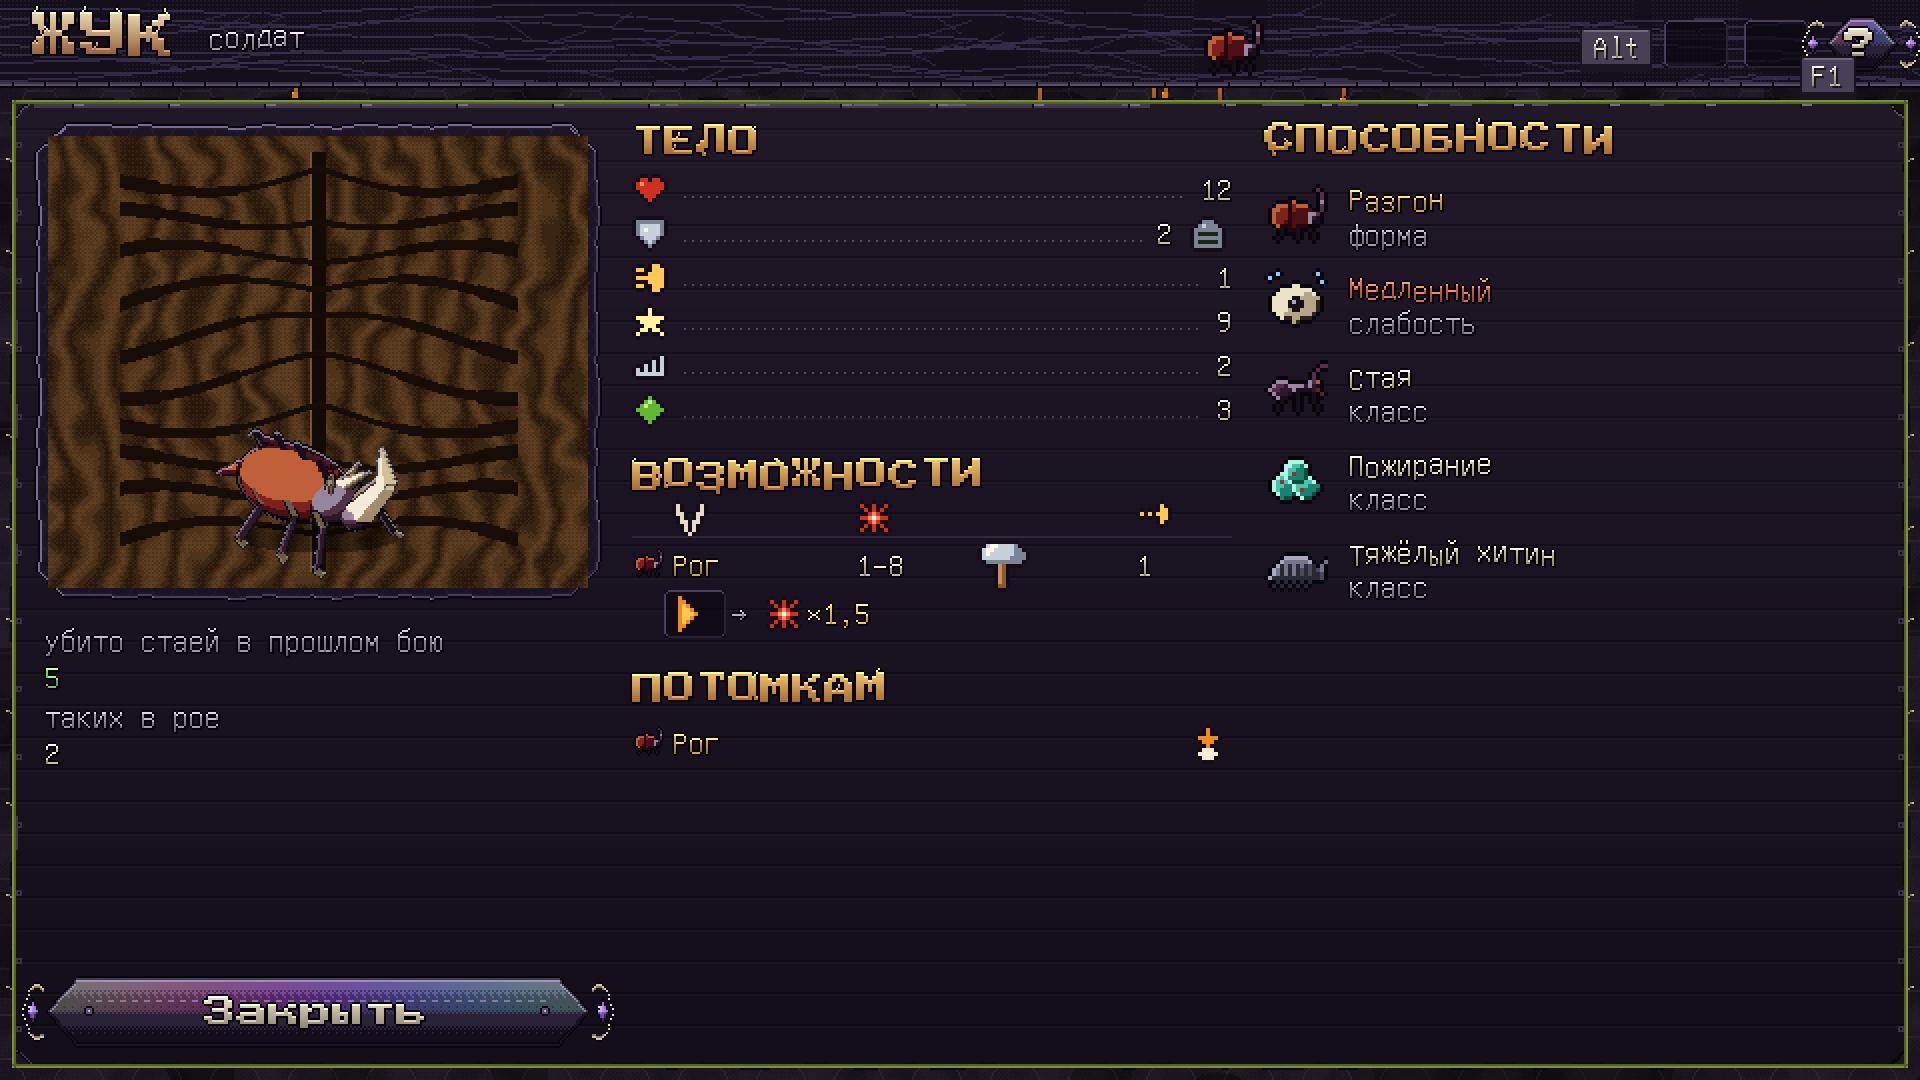 ЖУК солдат
Alt
F1
ТЕЛО
12
2
1
9
2
3
ВОЗМОЖНОСТИ
Рог 1-8 1
→ ×1,5
ПОТОМКАМ
Рог
СПОСОБНОСТИ
Разгон
форма
Медленный
слабость
Стая
класс
Пожирание
класс
Тяжёлый хитин
класс
убито стаей в прошлом бою
5
таких в рое
2
Закрыть